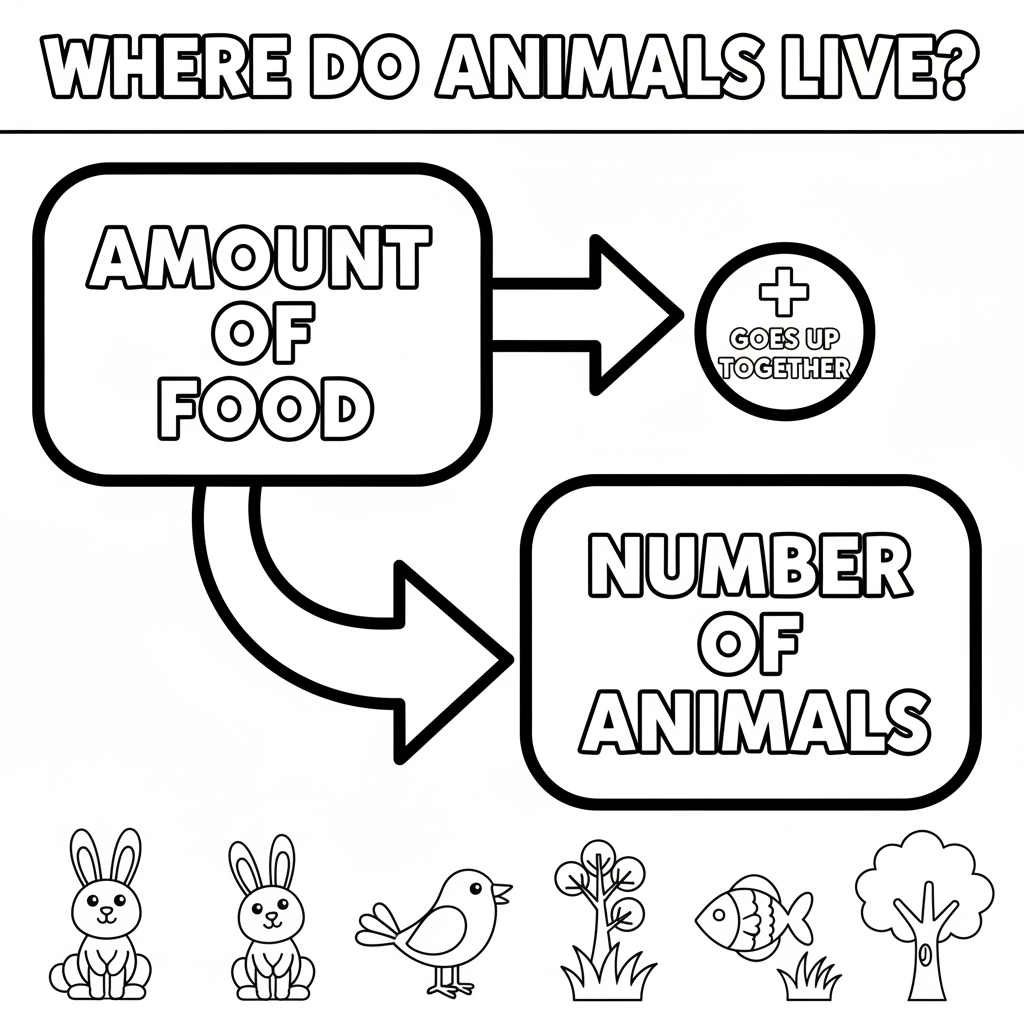 WHERE DO ANIMALS LIVE?
AMOUNT
OF
FOOD
+
GOES UP
TOGETHER
NUMBER
OF
ANIMALS